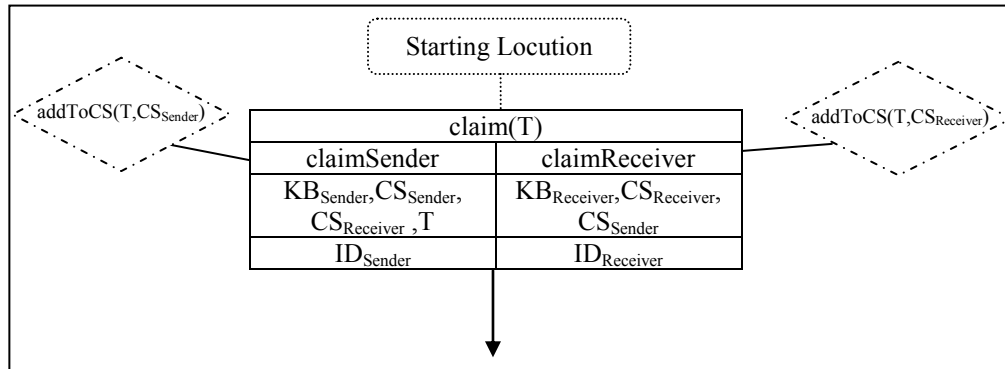 Starting Locution
addToCS(T,CSSender)
addToCS(T,CSReceiver)
claim(T)
claimSender
claimReceiver
KBSender,CSSender,
CSReceiver ,T
KBReceiver,CSReceiver,
CSSender
IDSender
IDReceiver